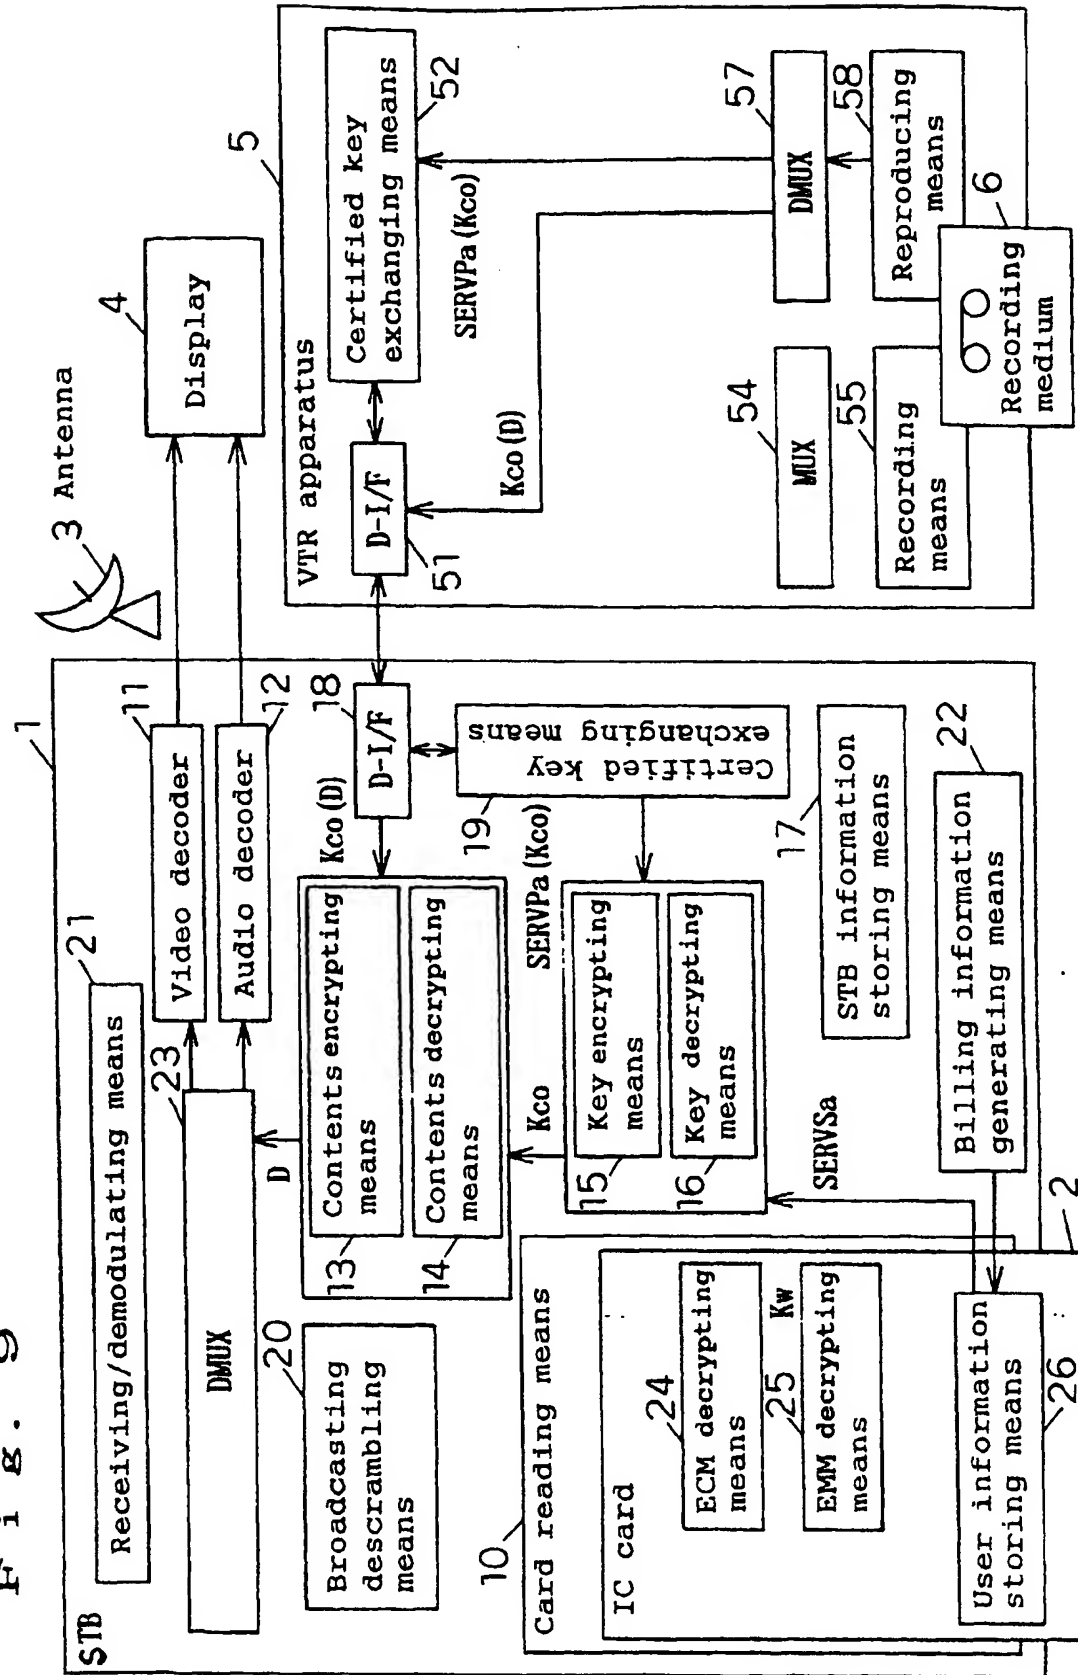 Fig. 9
STB
1
Receiving/demodulating means
21
DMUX
23
Video decoder
11
Audio decoder
12
3 Antenna
4
Display
Broadcasting
descrambling
means
20
D
Contents encrypting
means
13
Contents decrypting
means
14
Kco(D)
D-I/F
18
Certified key
exchanging means
19
SERVPa(Kco)
Kco
Key encrypting
means
15
Key decrypting
means
16
SERVSa
STB information
storing means
17
Billing information
generating means
22
Card reading means
10
IC card
2
ECM decrypting
means
24
Kw
EMM decrypting
means
25
User information
storing means
26
VTR apparatus
5
D-I/F
51
Certified key
exchanging means
52
SERVPa(Kco)
Kco(D)
MUX
54
Recording
means
55
DMUX
57
Reproducing
means
58
Recording
medium
6